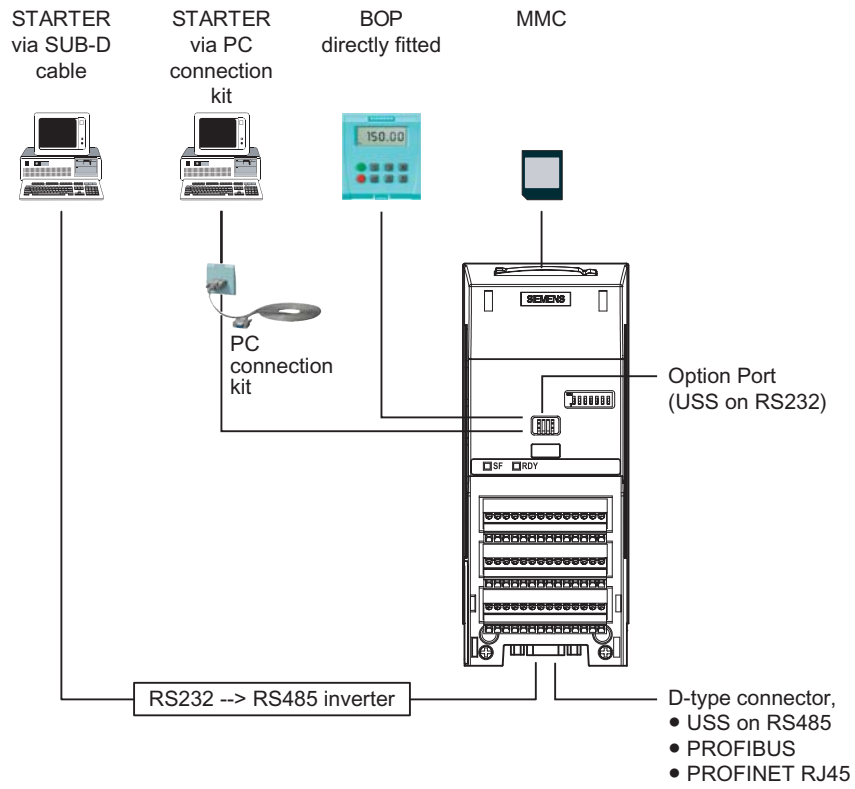 STARTER
via SUB-D
cable
STARTER
via PC
connection
kit
BOP
directly fitted
MMC
150.00
SIEMENS
PC
connection
kit
Option Port
(USS on RS232)
SF RDY
RS232 --> RS485 inverter
D-type connector,
● USS on RS485
● PROFIBUS
● PROFINET RJ45